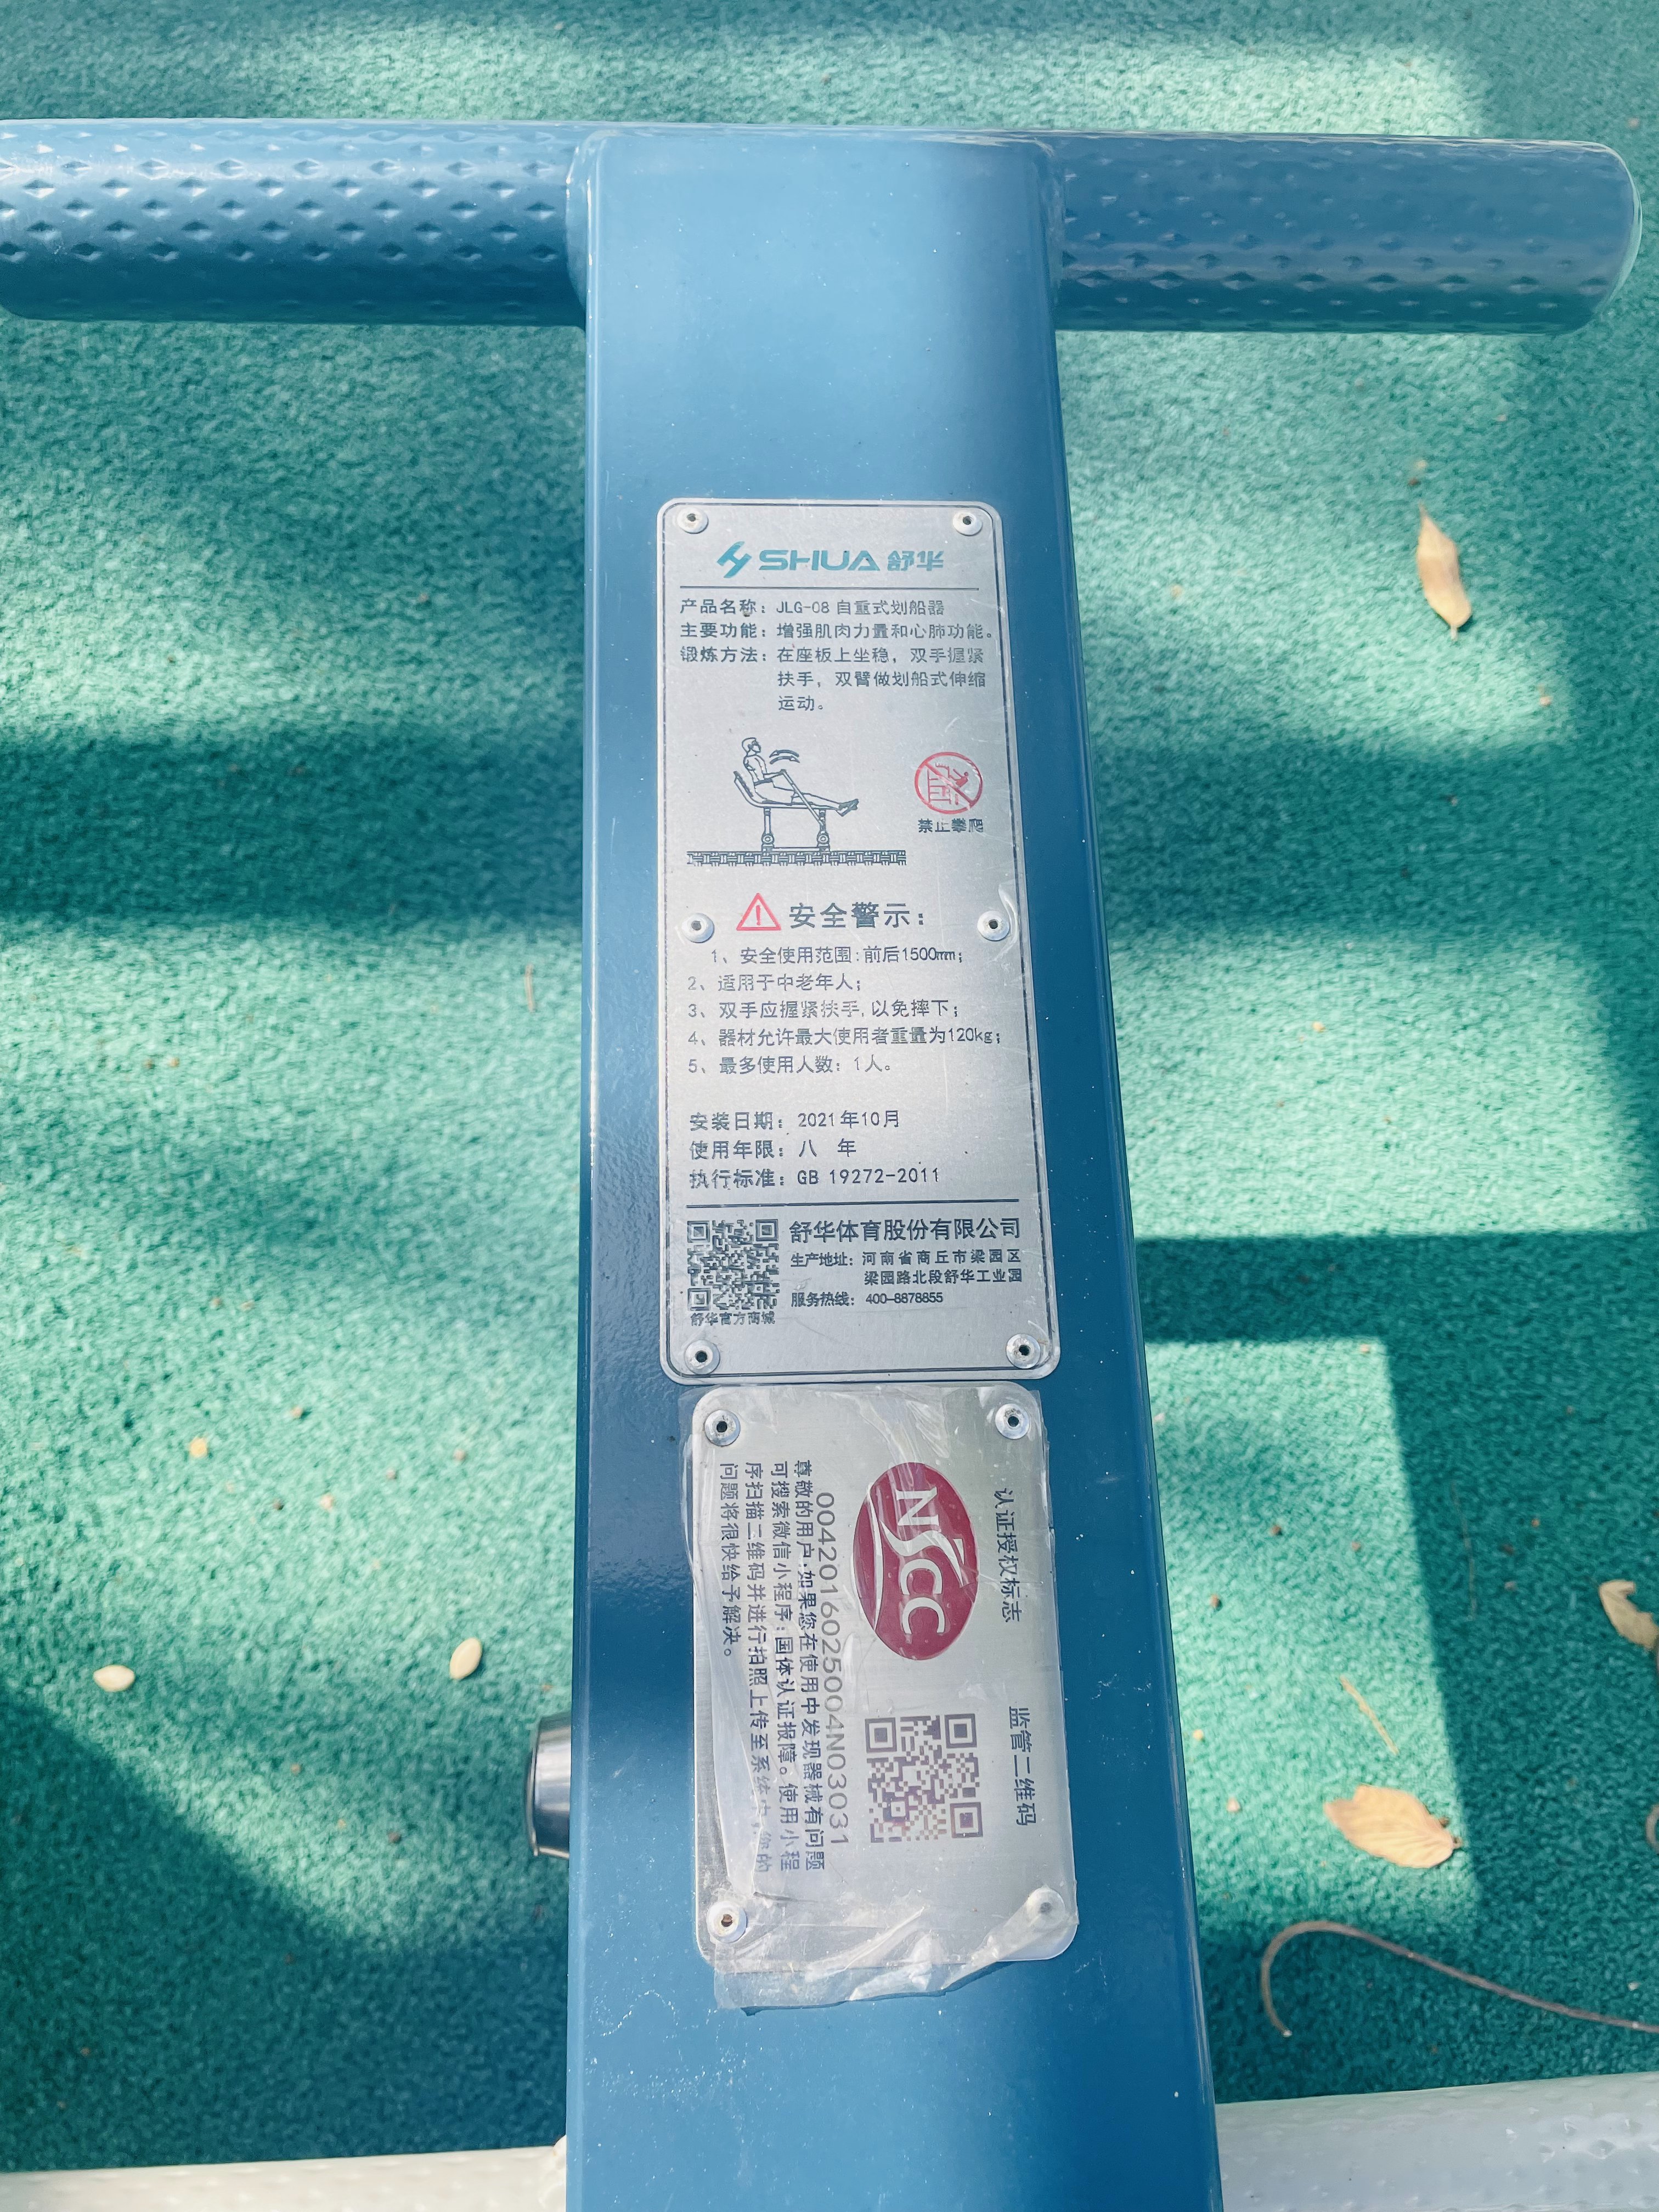 SHUA 舒华
产品名称：JLG-08 自重式划船器
主要功能：增强肌肉力量和心肺功能。
锻炼方法：在座板上坐稳，双手握紧
扶手，双臂做划船式伸缩
运动。
禁止攀爬
安全警示：
1、安全使用范围：前后1500mm；
2、适用于中老年人；
3、双手应握紧扶手，以免摔下；
4、器材允许最大使用者重量为120kg；
5、最多使用人数：1人。
安装日期：2021年10月
使用年限：八 年
执行标准：GB 19272-2011
舒华体育股份有限公司
生产地址：河南省商丘市梁园区
梁园路北段舒华工业园
服务热线：400-8878855
舒华官方商城
认证授权标志
监管二维码
NSCC
0042016025004N03031
尊敬的用户：如果您在使用中发现器械有问题
可搜索微信小程序：国体认证报障。使用小程
序扫描二维码并进行拍照上传至系统中，您的
问题将很快给予解决。